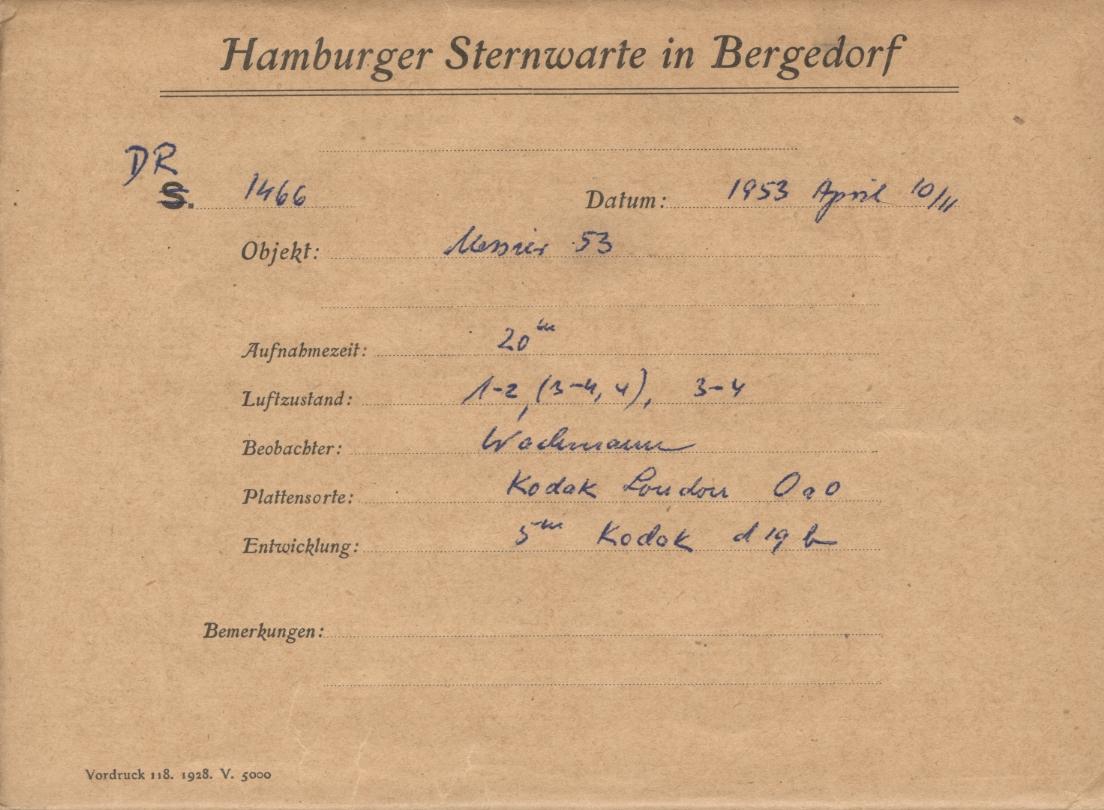 Hamburger Sternwarte in Bergedorf
DR
S. 1466 Datum: 1953 April 10/11
Objekt: Messier 53
Aufnahmezeit: 20ᵐ
Luftzustand: 1-2, (3-4, 4), 3-4
Beobachter: Wachmann
Plattensorte: Kodak London OaO
Entwicklung: 5ᵐ Kodak d 19 b
Bemerkungen:
Vordruck 118. 1928. V. 5000